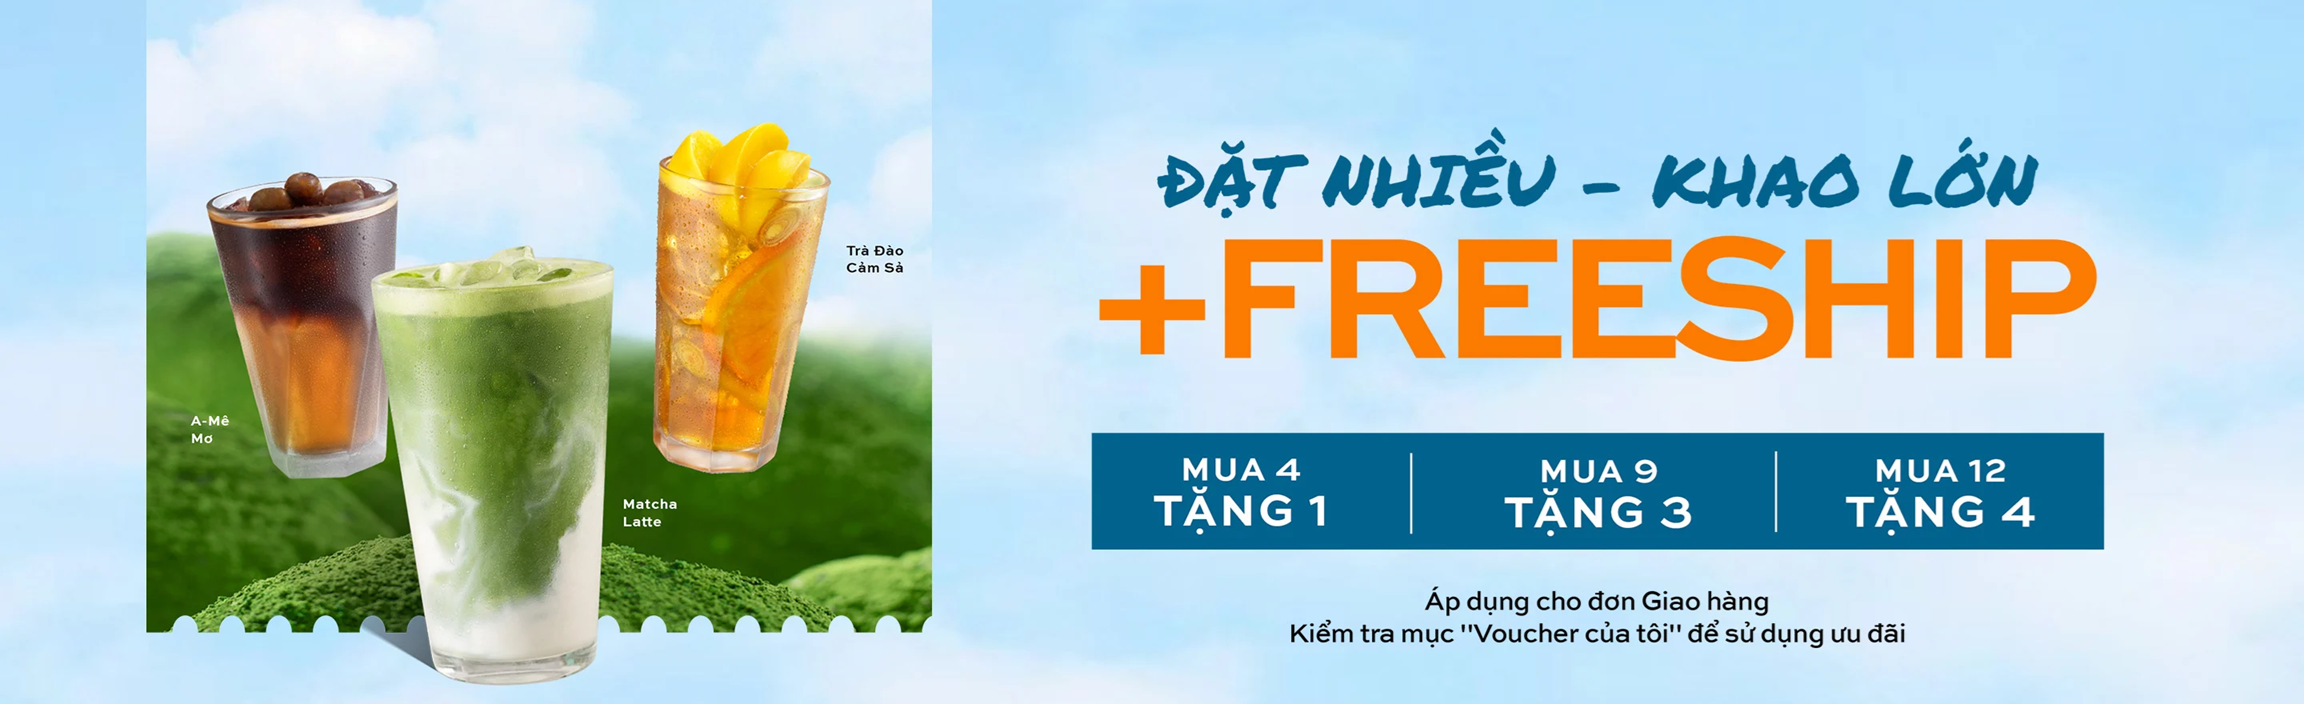 A-Mê
Mơ
Matcha
Latte
Trà Đào
Cam Sả
ĐẶT NHIỀU - KHAO LỚN
+FREESHIP
MUA 4
TẶNG 1
MUA 9
TẶNG 3
MUA 12
TẶNG 4
Áp dụng cho đơn Giao hàng
Kiểm tra mục "Voucher của tôi" để sử dụng ưu đãi